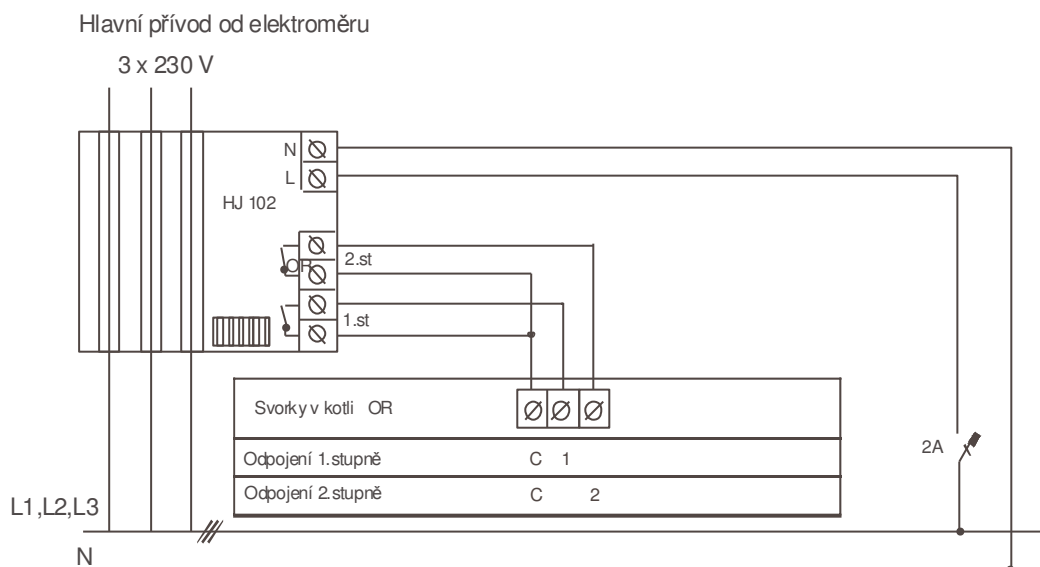 Hlavní přívod od elektroměru
3 x 230 V
N
L
HJ 102
OR
2.st
1.st
Svorky v kotli OR
Odpojení 1.stupně C 1
Odpojení 2.stupně C 2
2A
L1,L2,L3
N